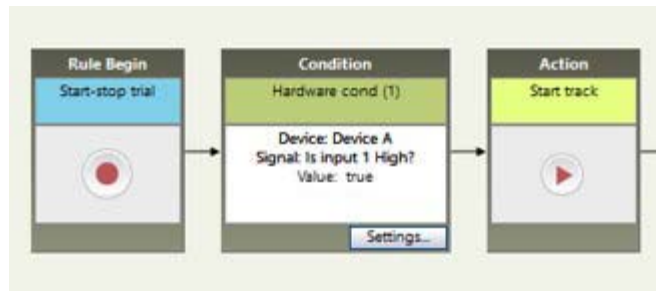 Rule Begin
Start-stop trial
Condition
Hardware cond (1)
Device: Device A
Signal: Is input 1 High?
Value: true
Settings...
Action
Start track